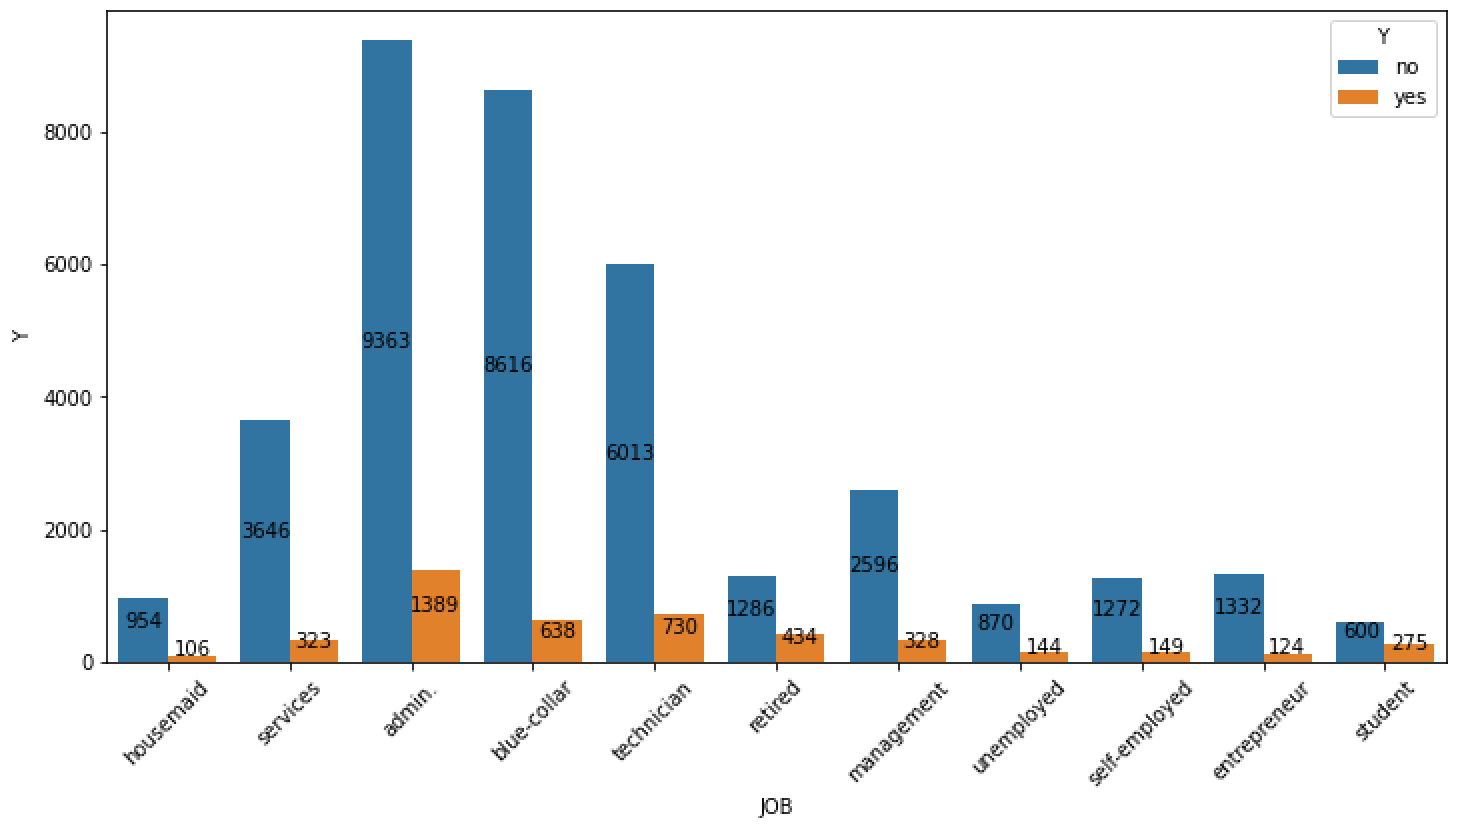 Y
no
yes
8000
6000
4000
2000
0
Y
954
106
3646
323
9363
1389
8616
638
6013
730
1286
434
2596
328
870
144
1272
149
1332
124
600
275
housemaid
services
admin.
blue-collar
technician
retired
management
unemployed
self-employed
entrepreneur
student
JOB